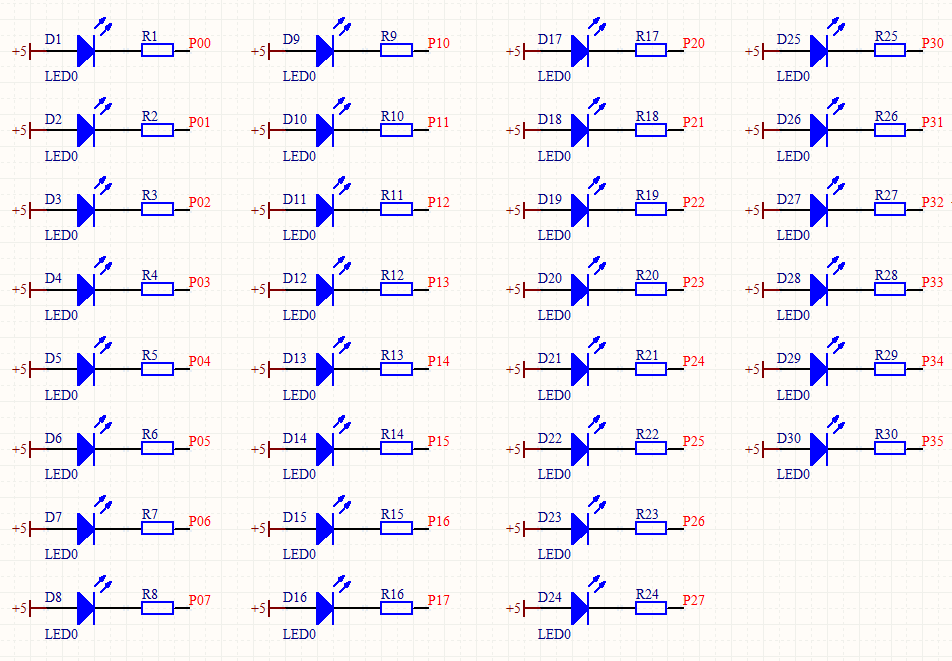 D1 R1 P00 D9 R9 P10 D17 R17 P20 D25 R25 P30
+5 +5 +5 +5
LED0 LED0 LED0 LED0
D2 R2 P01 D10 R10 P11 D18 R18 P21 D26 R26 P31
+5 +5 +5 +5
LED0 LED0 LED0 LED0
D3 R3 P02 D11 R11 P12 D19 R19 P22 D27 R27 P32
+5 +5 +5 +5
LED0 LED0 LED0 LED0
D4 R4 P03 D12 R12 P13 D20 R20 P23 D28 R28 P33
+5 +5 +5 +5
LED0 LED0 LED0 LED0
D5 R5 P04 D13 R13 P14 D21 R21 P24 D29 R29 P34
+5 +5 +5 +5
LED0 LED0 LED0 LED0
D6 R6 P05 D14 R14 P15 D22 R22 P25 D30 R30 P35
+5 +5 +5 +5
LED0 LED0 LED0 LED0
D7 R7 P06 D15 R15 P16 D23 R23 P26
+5 +5 +5
LED0 LED0 LED0
D8 R8 P07 D16 R16 P17 D24 R24 P27
+5 +5 +5
LED0 LED0 LED0